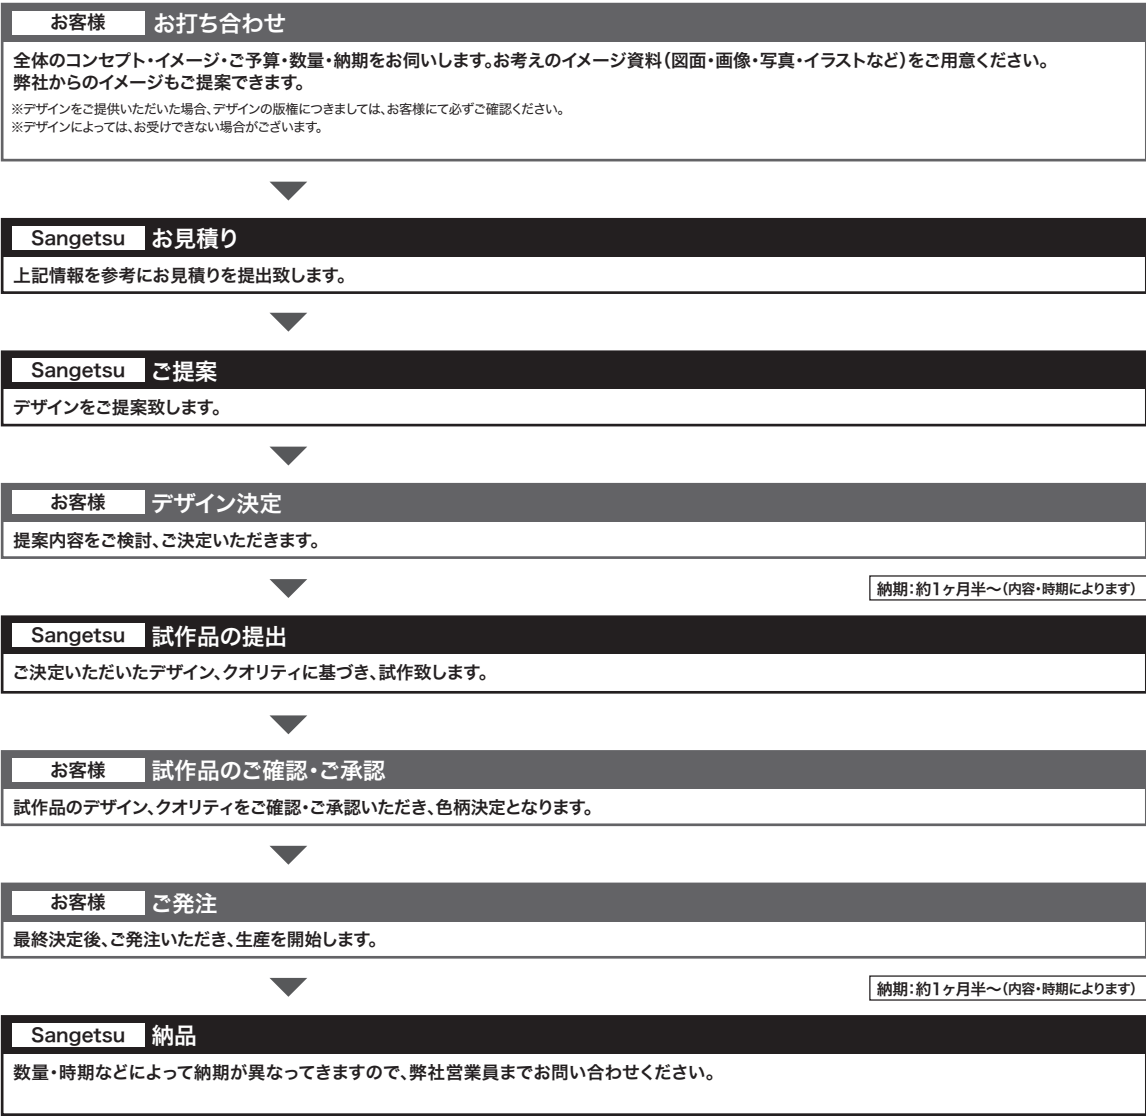 お客様 お打ち合わせ
全体のコンセプト・イメージ・ご予算・数量・納期をお伺いします。お考えのイメージ資料（図面・画像・写真・イラストなど）をご用意ください。
弊社からのイメージもご提案できます。
※デザインをご提供いただいた場合、デザインの版権につきましては、お客様にて必ずご確認ください。
※デザインによっては、お受けできない場合がございます。
Sangetsu お見積り
上記情報を参考にお見積りを提出致します。
Sangetsu ご提案
デザインをご提案致します。
お客様 デザイン決定
提案内容をご検討、ご決定いただきます。
納期：約1ヶ月半〜（内容・時期によります）
Sangetsu 試作品の提出
ご決定いただいたデザイン、クオリティに基づき、試作致します。
お客様 試作品のご確認・ご承認
試作品のデザイン、クオリティをご確認・ご承認いただき、色柄決定となります。
お客様 ご発注
最終決定後、ご発注いただき、生産を開始します。
納期：約1ヶ月半〜（内容・時期によります）
Sangetsu 納品
数量・時期などによって納期が異なってきますので、弊社営業員までお問い合わせください。